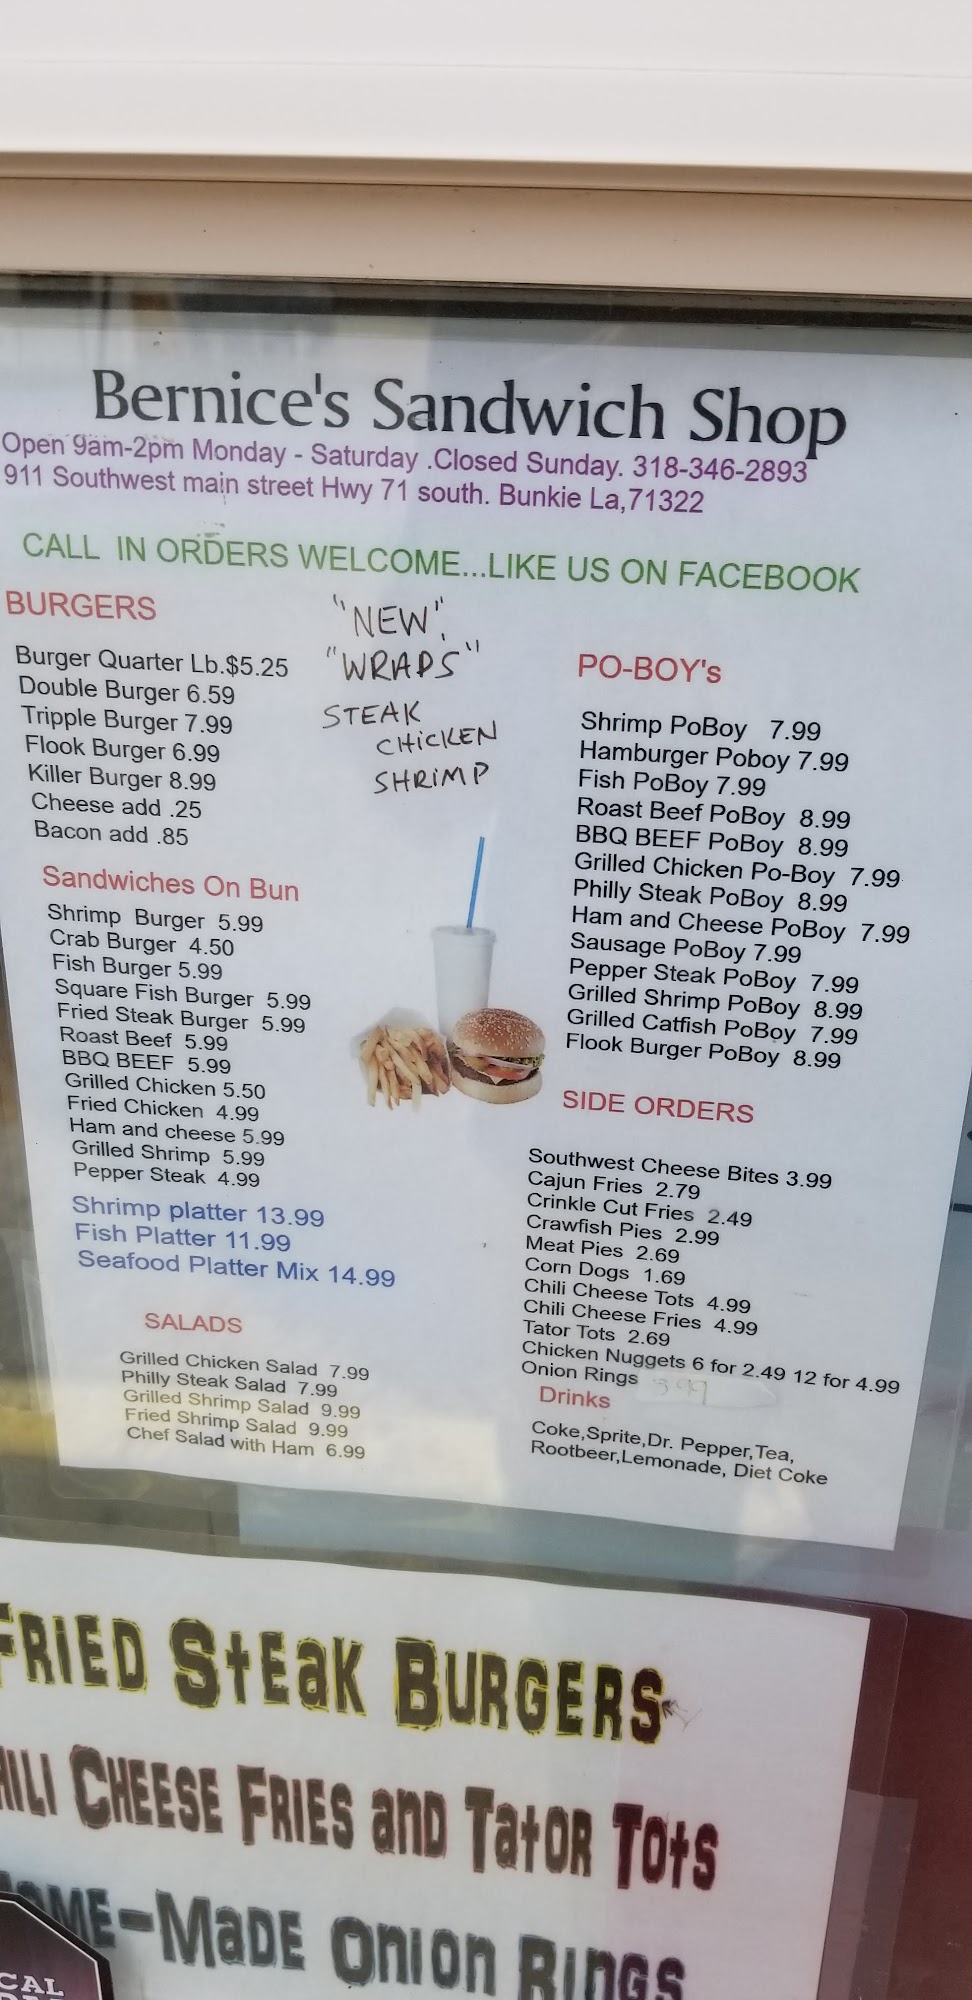 Bernice's Sandwich Shop
Open 9am-2pm Monday - Saturday .Closed Sunday. 318-346-2893
911 Southwest main street Hwy 71 south. Bunkie La,71322
CALL IN ORDERS WELCOME...LIKE US ON FACEBOOK
BURGERS
Burger Quarter Lb.$5.25
Double Burger 6.59
Tripple Burger 7.99
Flook Burger 6.99
Killer Burger 8.99
Cheese add .25
Bacon add .85
"NEW"
"WRAPS"
STEAK
CHICKEN
SHRIMP
Sandwiches On Bun
Shrimp Burger 5.99
Crab Burger 4.50
Fish Burger 5.99
Square Fish Burger 5.99
Fried Steak Burger 5.99
Roast Beef 5.99
BBQ BEEF 5.99
Grilled Chicken 5.50
Fried Chicken 4.99
Ham and cheese 5.99
Grilled Shrimp 5.99
Pepper Steak 4.99
Shrimp platter 13.99
Fish Platter 11.99
Seafood Platter Mix 14.99
SALADS
Grilled Chicken Salad 7.99
Philly Steak Salad 7.99
Grilled Shrimp Salad 9.99
Fried Shrimp Salad 9.99
Chef Salad with Ham 6.99
PO-BOY's
Shrimp PoBoy 7.99
Hamburger Poboy 7.99
Fish PoBoy 7.99
Roast Beef PoBoy 8.99
BBQ BEEF PoBoy 8.99
Grilled Chicken Po-Boy 7.99
Philly Steak PoBoy 8.99
Ham and Cheese PoBoy 7.99
Sausage PoBoy 7.99
Pepper Steak PoBoy 7.99
Grilled Shrimp PoBoy 8.99
Grilled Catfish PoBoy 7.99
Flook Burger PoBoy 8.99
SIDE ORDERS
Southwest Cheese Bites 3.99
Cajun Fries 2.79
Crinkle Cut Fries 2.49
Crawfish Pies 2.99
Meat Pies 2.69
Corn Dogs 1.69
Chili Cheese Tots 4.99
Chili Cheese Fries 4.99
Tator Tots 2.69
Chicken Nuggets 6 for 2.49 12 for 4.99
Onion Rings
Drinks
Coke,Sprite,Dr. Pepper,Tea,
Rootbeer,Lemonade, Diet Coke
FRIED STEAK BURGERS
CHEESE FRIES and Tator Tots
-MaDE Onion Rings